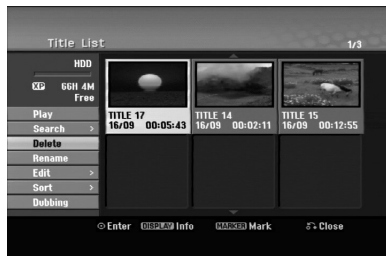 Title List
1/3
HDD
XP 66H 4M
Free
Play
Search >
Delete
Rename
Edit >
Sort >
Dubbing
TITLE 17
16/09 00:05:43
TITLE 14
16/09 00:02:11
TITLE 15
16/09 00:12:55
Enter DISPLAY Info MARKER Mark Close